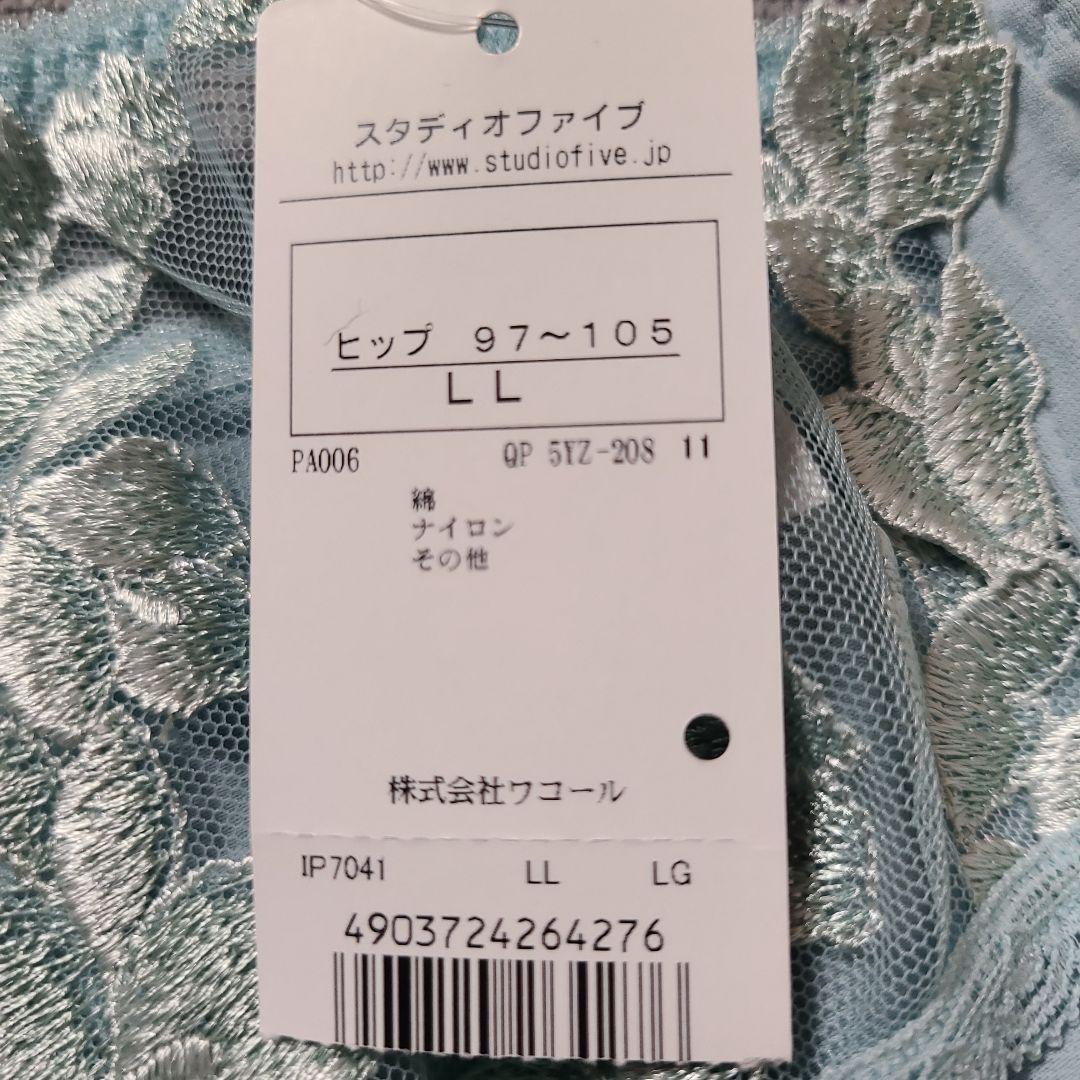 スタディオファイブ
http://www.studiofive.jp
ヒップ 97～105
LL
PA006 QP 5YZ-208 11
綿
ナイロン
その他
株式会社ワコール
IP7041 LL LG
4903724264276